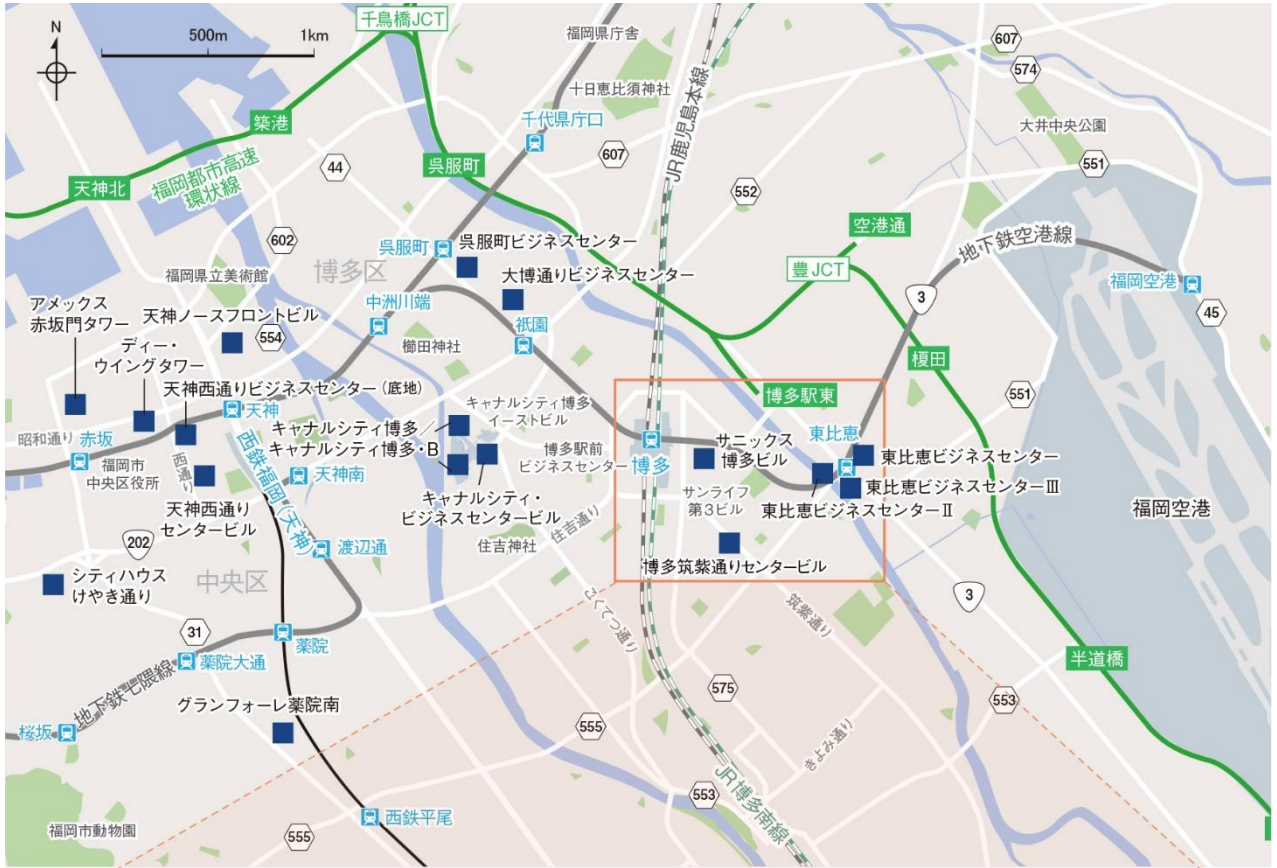 千鳥橋JCT
N
500m
1km
福岡県庁舎
607
574
十日恵比須神社
JR鹿児島本線
築港
千代県庁口
大井中央公園
607
551
44
呉服町
552
天神北
福岡都市高速
環状線
空港通
602
呉服町
呉服町ビジネスセンター
地下鉄空港線
博多区
福岡県立美術館
大博通りビジネスセンター
豊JCT
福岡空港
アメックス
赤坂門タワー
中洲川端
3
45
天神ノースフロントビル
祇園
554
櫛田神社
ディー・
ウイングタワー
榎田
天神西通りビジネスセンター(底地)
博多駅東
551
キャナルシティ博多
イーストビル
天神
キャナルシティ博多/
キャナルシティ博多・B
昭和通り
赤坂
博多駅前
ビジネスセンター
博多
サニックス
博多ビル
東比恵
東比恵ビジネスセンター
福岡市
中央区役所
西通り
西鉄福岡(天神)
天神南
東比恵ビジネスセンターⅢ
サンライフ
第3ビル
東比恵ビジネスセンターⅡ
天神西通り
センタービル
キャナルシティ・
ビジネスセンタービル
福岡空港
202
渡辺通
住吉神社
住吉通り
博多筑紫通りセンタービル
シティハウス
けやき通り
中央区
3
こくてつ通り
筑紫通り
31
薬院
薬院大通
半道橋
地下鉄七隈線
グランフォーレ薬院南
575
553
桜坂
555
きよみ通り
JR博多南線
553
西鉄平尾
福岡市動物園
555